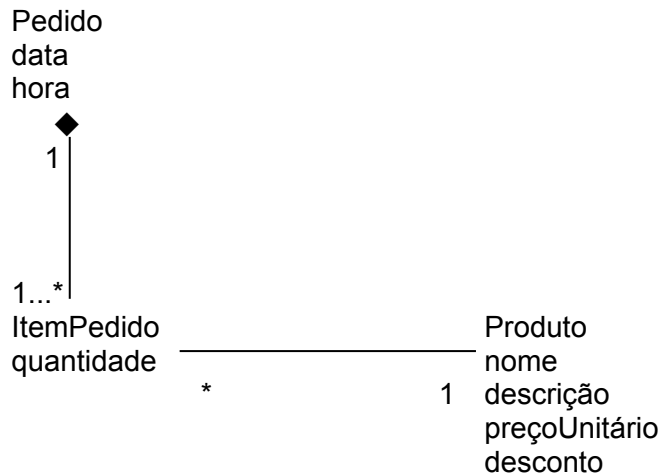 Pedido
data
hora
1
1...*
ItemPedido
quantidade
*
1
Produto
nome
descrição
preçoUnitário
desconto